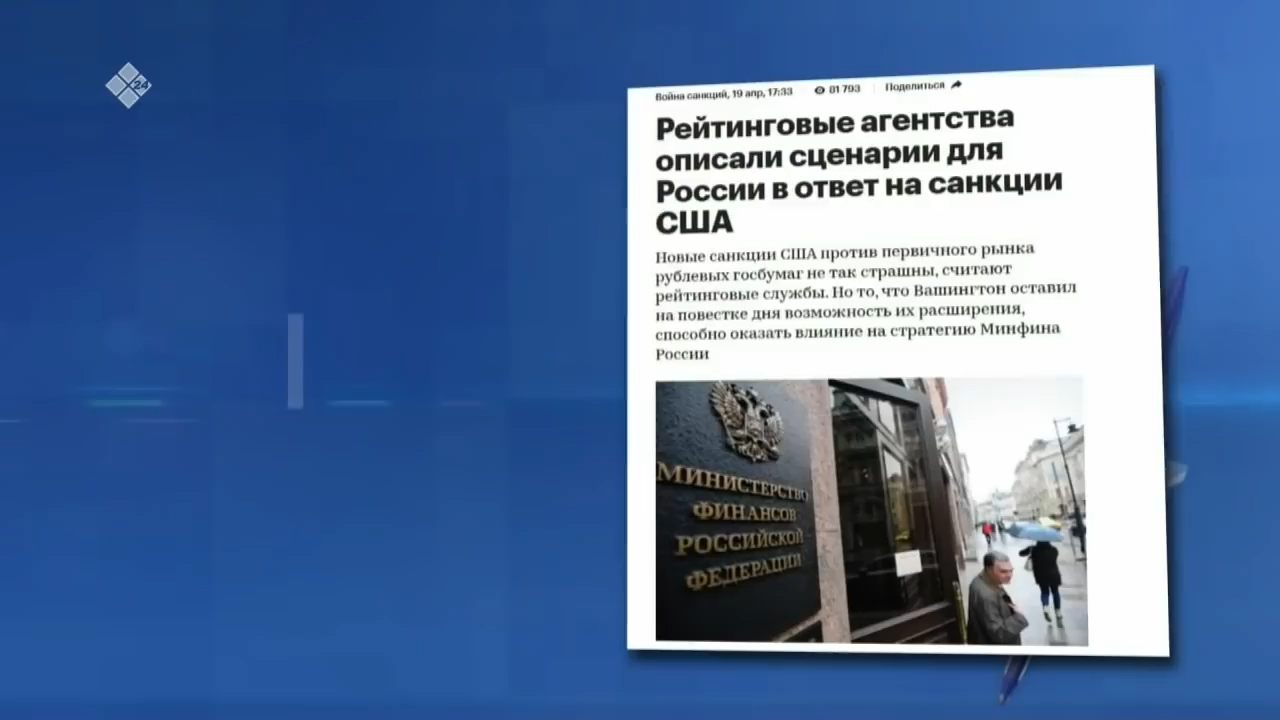 X24
Война санкций, 19 апр, 17:33 81 793 Поделиться
Рейтинговые агентства
описали сценарии для
России в ответ на санкции
США
Новые санкции США против первичного рынка
рублевых госбумаг не так страшны, считают
рейтинговые службы. Но то, что Вашингтон оставил
на повестке дня возможность их расширения,
способно оказать влияние на стратегию Минфина
России
МИНИСТЕРСТВО
ФИНАНСОВ
РОССИЙСКОЙ
ФЕДЕРАЦИИ